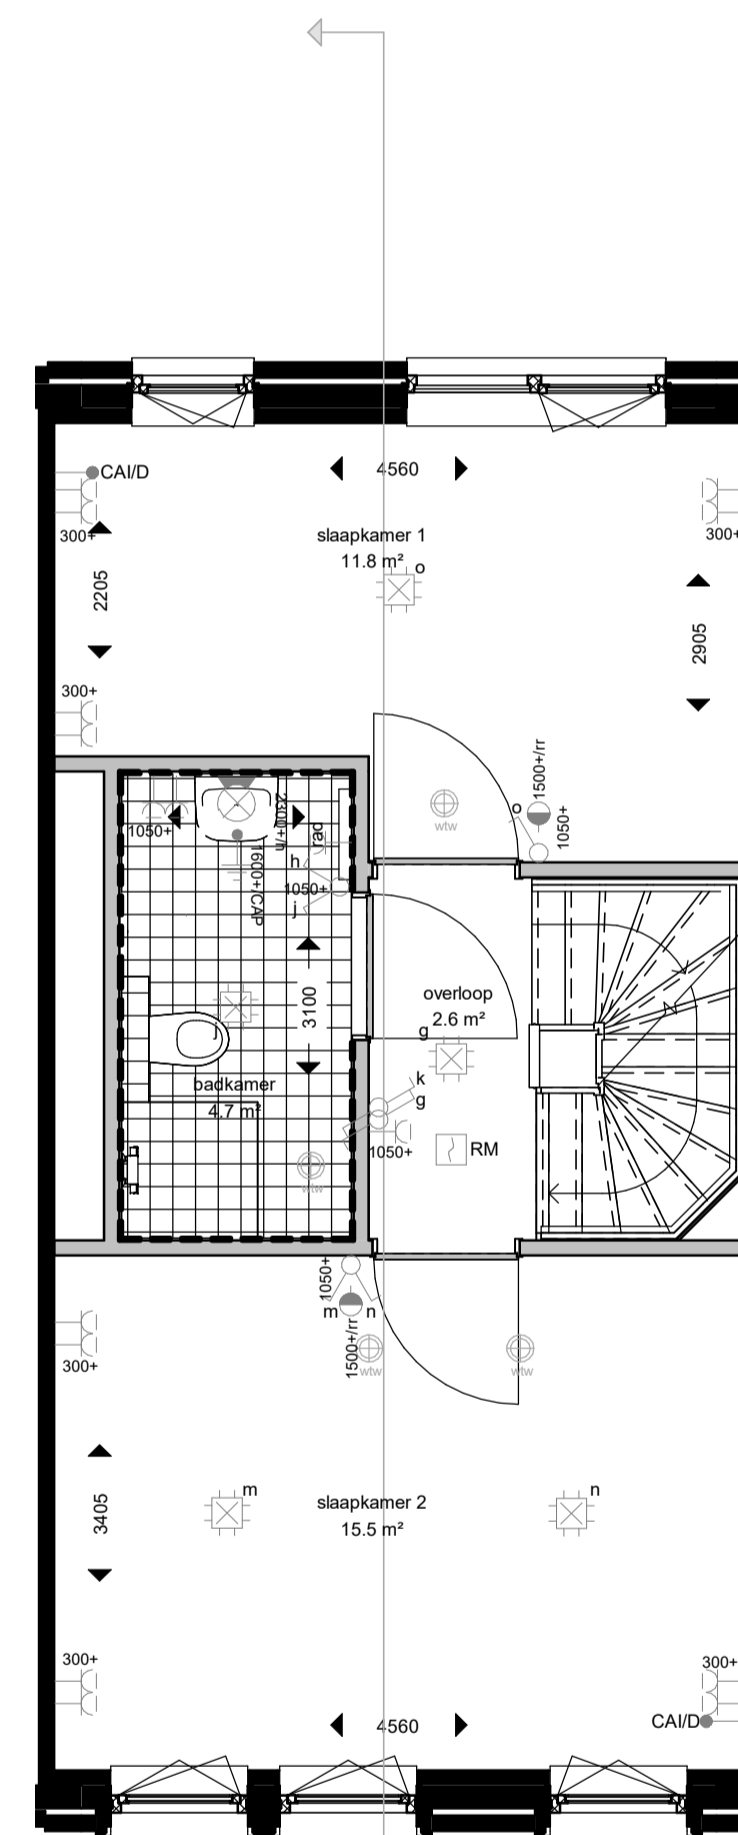 CAI/D
4560
300+
300+
slaapkamer 1
11.8 m²
o
2205
2905
300+
1500+/rr
o
1050+
wtw
1050+
2300+/h
rad
h
1600+/CAP
1050+
j
overloop
2.6 m²
g
3100
j
k
g
badkamer
4.7 m²
1050+
RM
wtw
1050+
m
n
1500+/rr
wtw
wtw
300+
m
n
slaapkamer 2
15.5 m²
3405
300+
300+
CAI/D
4560